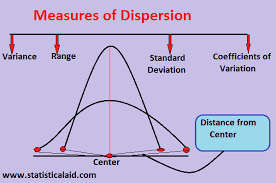 Measures of Dispersion
Variance
Range
Standard
Deviation
Coefficients of
Variation
Distance from
Center
Center
www.statisticalaid.com